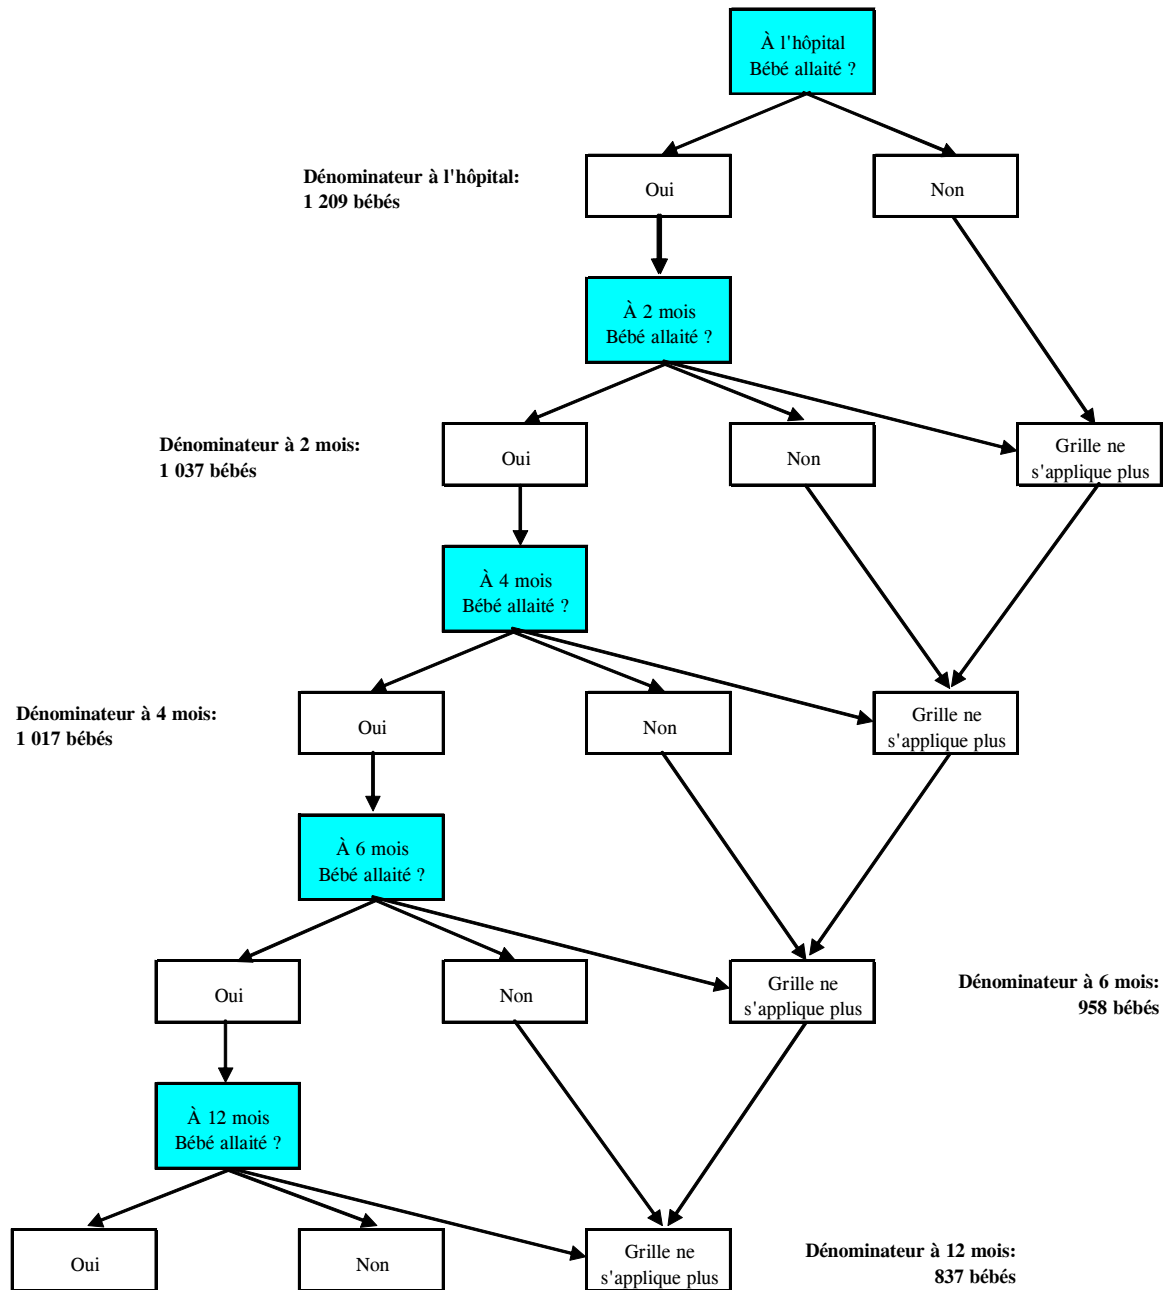 À l'hôpital
Bébé allaité ?
Dénominateur à l'hôpital:
1 209 bébés
Oui
Non
À 2 mois
Bébé allaité ?
Dénominateur à 2 mois:
1 037 bébés
Oui
Non
Grille ne
s'applique plus
À 4 mois
Bébé allaité ?
Dénominateur à 4 mois:
1 017 bébés
Oui
Non
Grille ne
s'applique plus
À 6 mois
Bébé allaité ?
Oui
Non
Grille ne
s'applique plus
Dénominateur à 6 mois:
958 bébés
À 12 mois
Bébé allaité ?
Oui
Non
Grille ne
s'applique plus
Dénominateur à 12 mois:
837 bébés